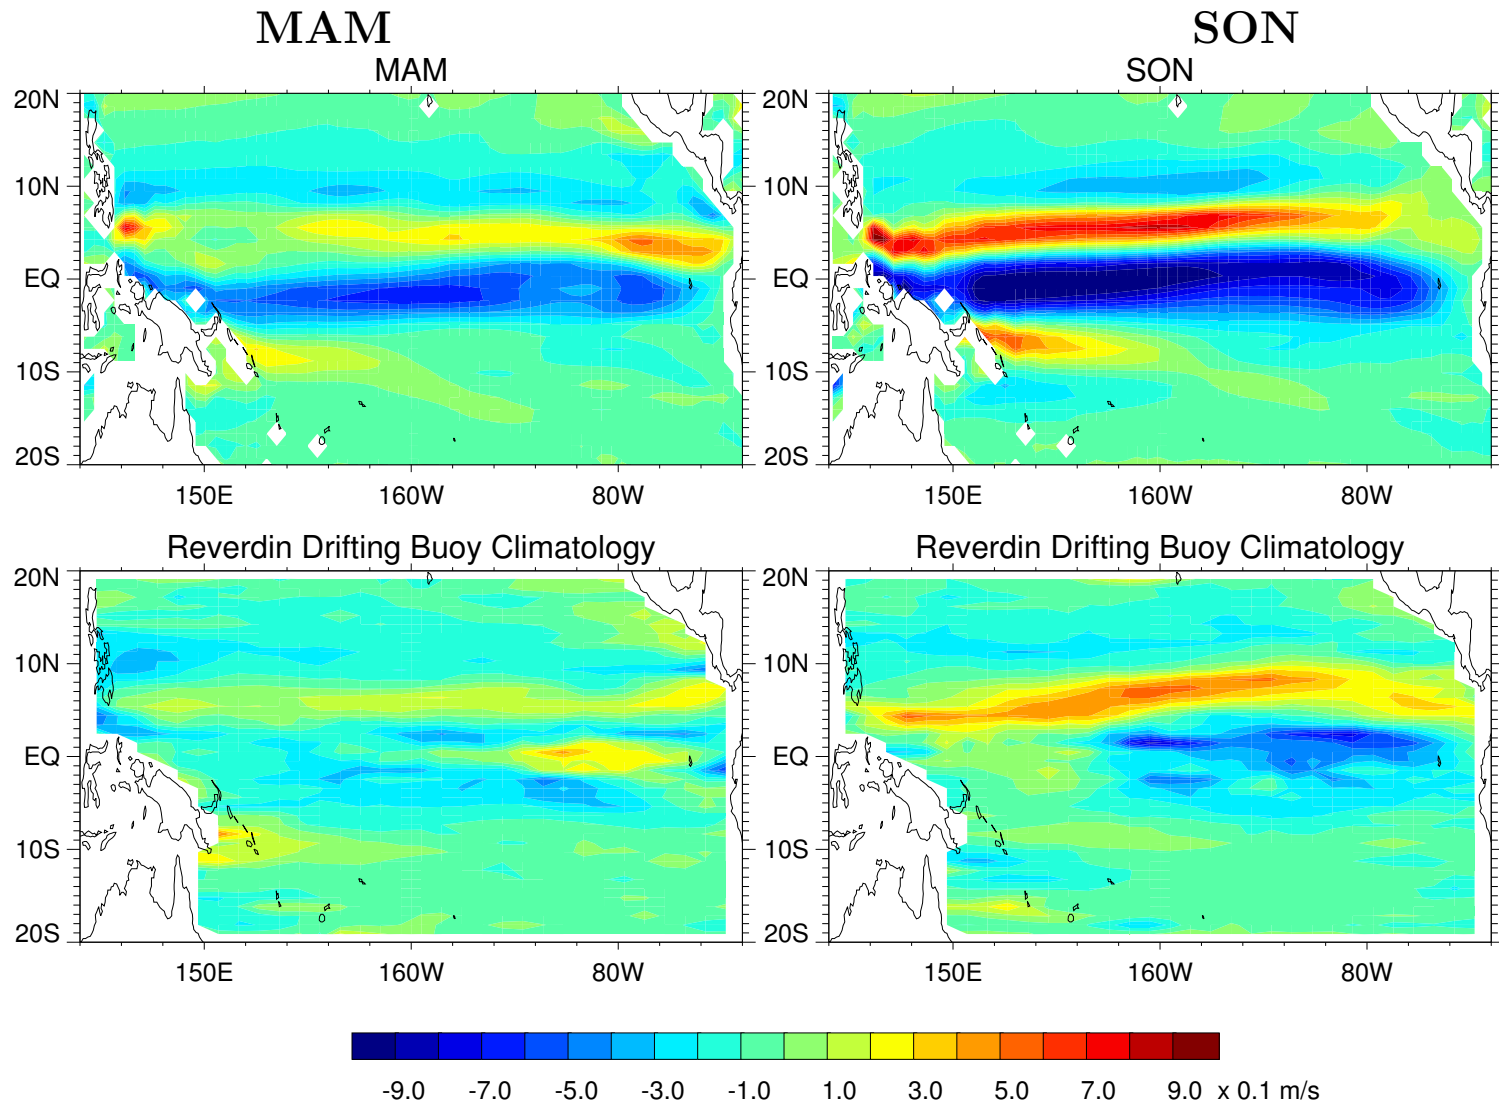 MAM SON
MAM SON
20N 20N
10N 10N
EQ EQ
10S 10S
20S 20S
150E 160W 80W 150E 160W 80W
Reverdin Drifting Buoy Climatology Reverdin Drifting Buoy Climatology
20N 20N
10N 10N
EQ EQ
10S 10S
20S 20S
150E 160W 80W 150E 160W 80W
-9.0 -7.0 -5.0 -3.0 -1.0 1.0 3.0 5.0 7.0 9.0 x 0.1 m/s